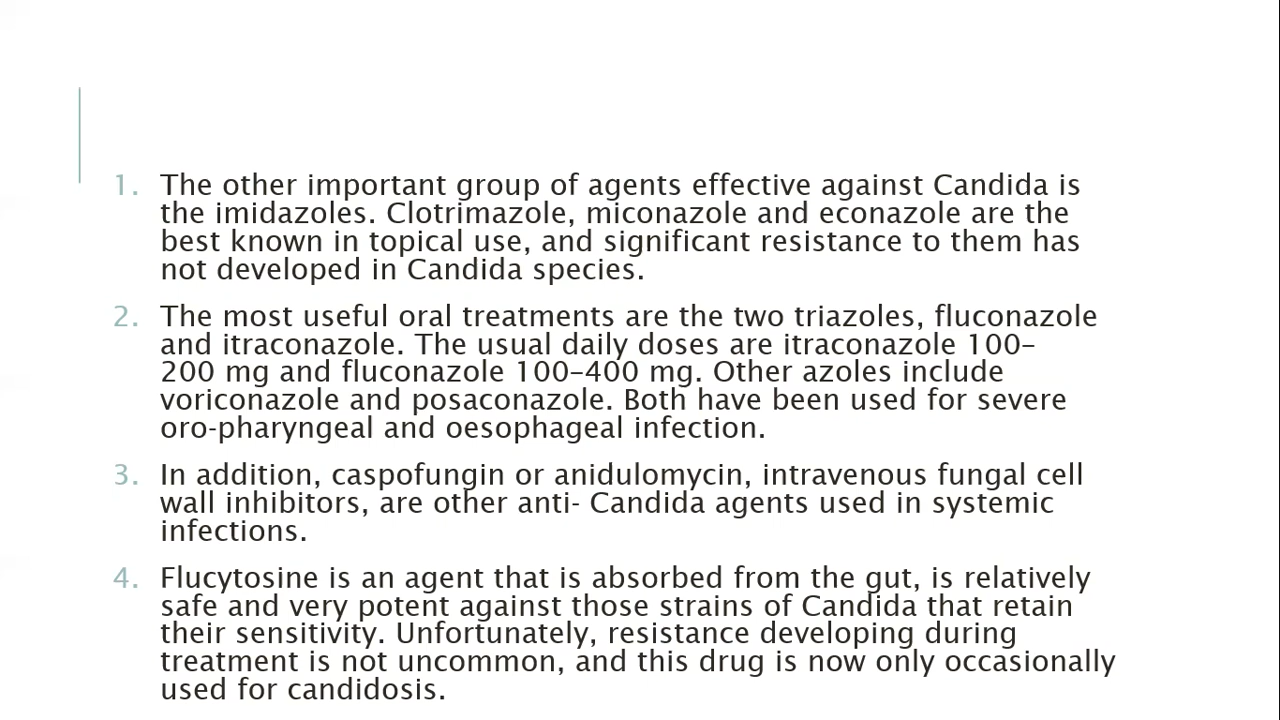 1. The other important group of agents effective against Candida is
the imidazoles. Clotrimazole, miconazole and econazole are the
best known in topical use, and significant resistance to them has
not developed in Candida species.
2. The most useful oral treatments are the two triazoles, fluconazole
and itraconazole. The usual daily doses are itraconazole 100–
200 mg and fluconazole 100–400 mg. Other azoles include
voriconazole and posaconazole. Both have been used for severe
oro-pharyngeal and oesophageal infection.
3. In addition, caspofungin or anidulomycin, intravenous fungal cell
wall inhibitors, are other anti- Candida agents used in systemic
infections.
4. Flucytosine is an agent that is absorbed from the gut, is relatively
safe and very potent against those strains of Candida that retain
their sensitivity. Unfortunately, resistance developing during
treatment is not uncommon, and this drug is now only occasionally
used for candidosis.